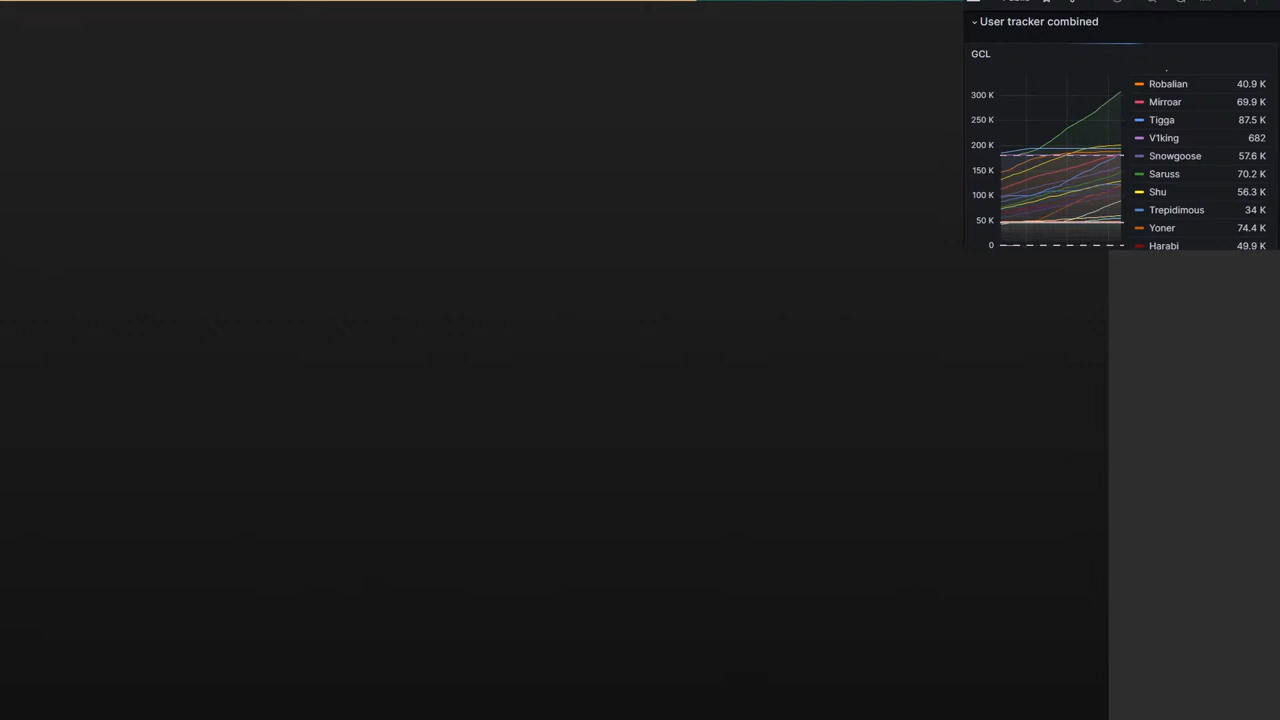 User tracker combined
GCL
300 K
250 K
200 K
150 K
100 K
50 K
0
Robalian 40.9 K
Mirroar 69.9 K
Tigga 87.5 K
V1king 682
Snowgoose 57.6 K
Saruss 70.2 K
Shu 56.3 K
Trepidimous 34 K
Yoner 74.4 K
Harabi 49.9 K